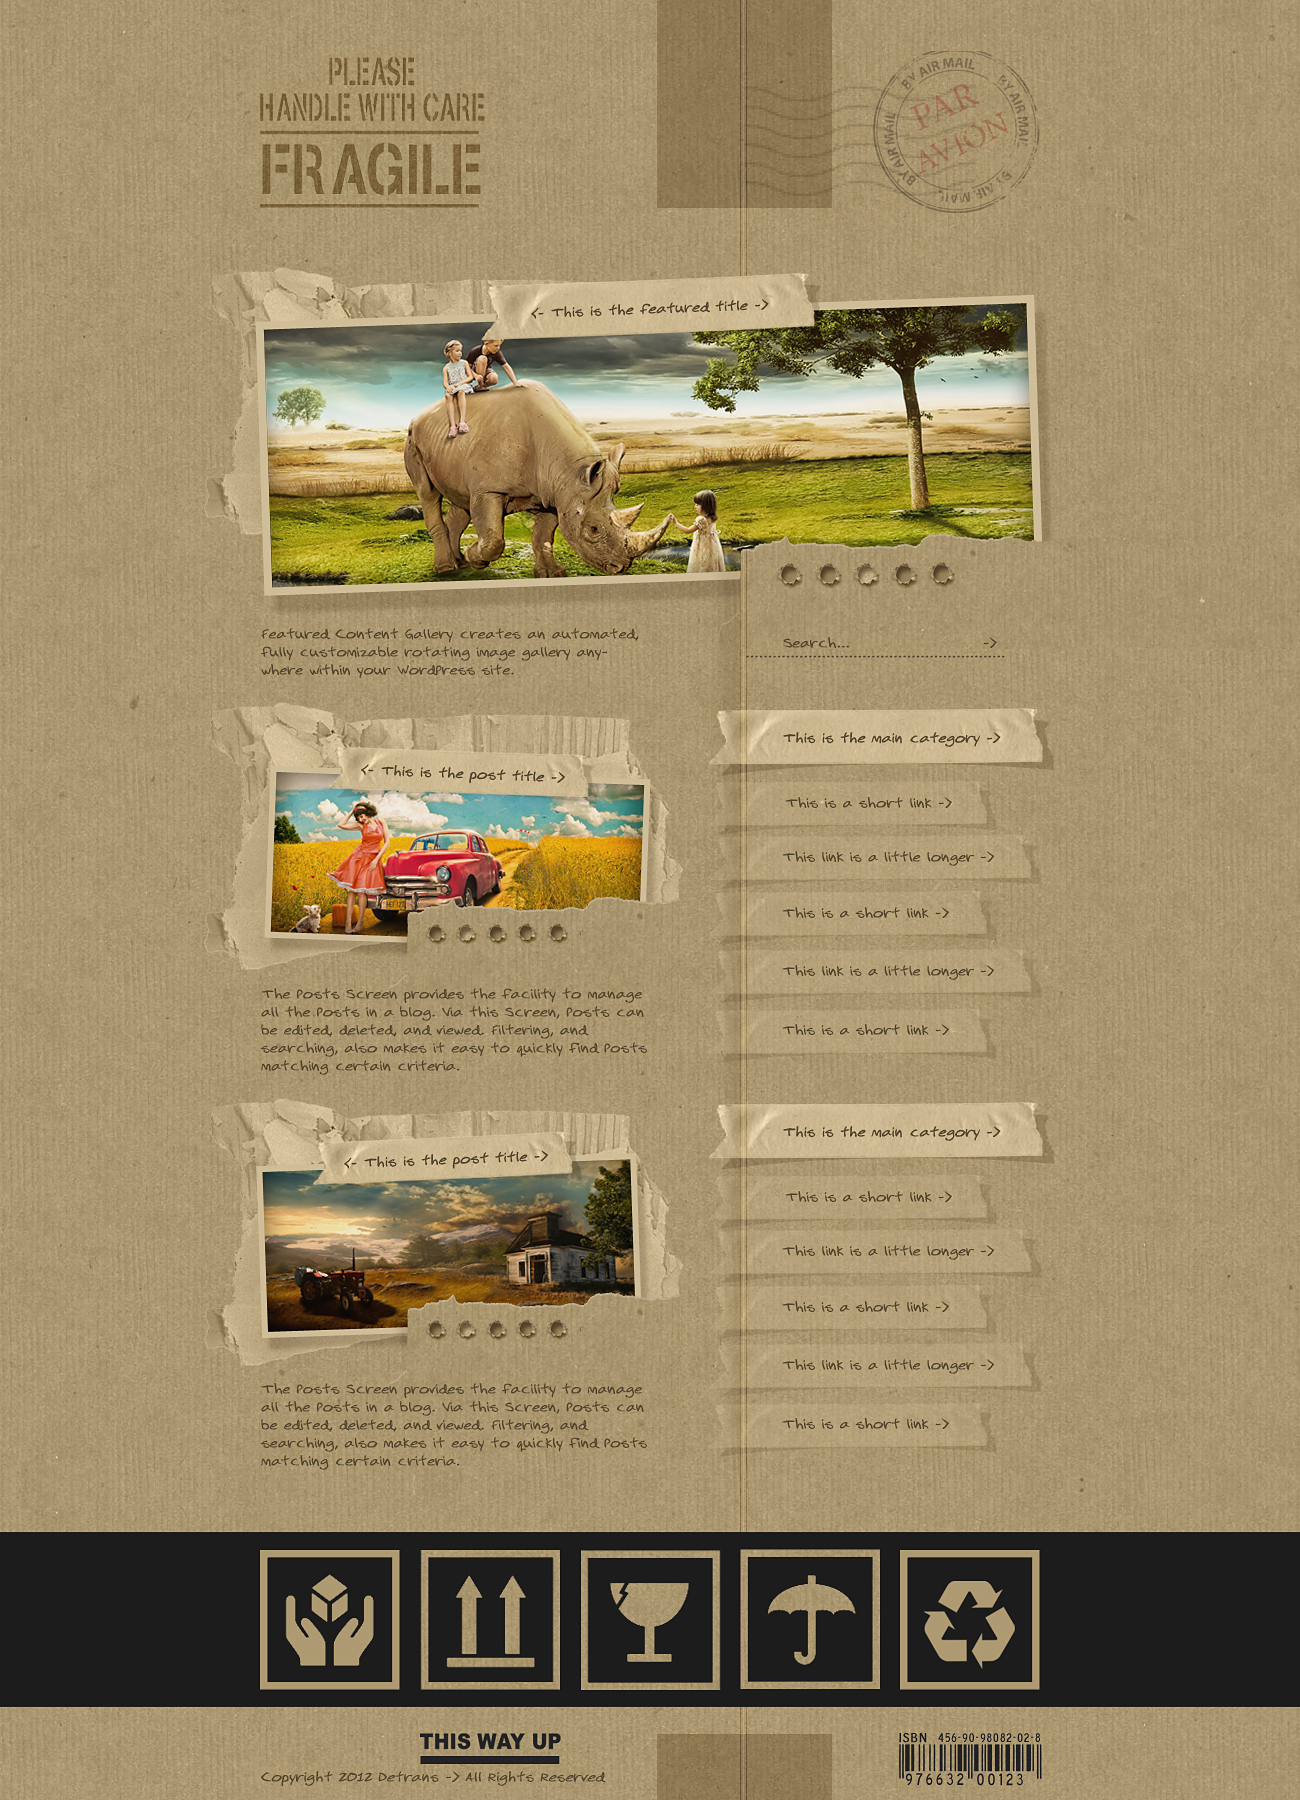 PLEASE
HANDLE WITH CARE
FRAGILE
BY AIR MAIL
BY AIR MAIL
BY AIR MAIL
BY AIR MAIL
PAR
AVION
<- This is the featured title ->
Featured Content Gallery creates an automated,
fully customizable rotating image gallery any-
where within your WordPress site.
Search... ->
<- This is the post title ->
The Posts Screen provides the facility to manage
all the Posts in a blog. Via this Screen, Posts can
be edited, deleted, and viewed. Filtering, and
searching, also makes it easy to quickly find Posts
matching certain criteria.
<- This is the post title ->
The Posts Screen provides the facility to manage
all the Posts in a blog. Via this Screen, Posts can
be edited, deleted, and viewed. Filtering, and
searching, also makes it easy to quickly find Posts
matching certain criteria.
This is the main category ->
This is a short link ->
This link is a little longer ->
This is a short link ->
This link is a little longer ->
This is a short link ->
This is the main category ->
This is a short link ->
This link is a little longer ->
This is a short link ->
This link is a little longer ->
This is a short link ->
THIS WAY UP
Copyright 2012 Detrans -> All Rights Reserved
ISBN 456-90-98082-02-8
976632 00123